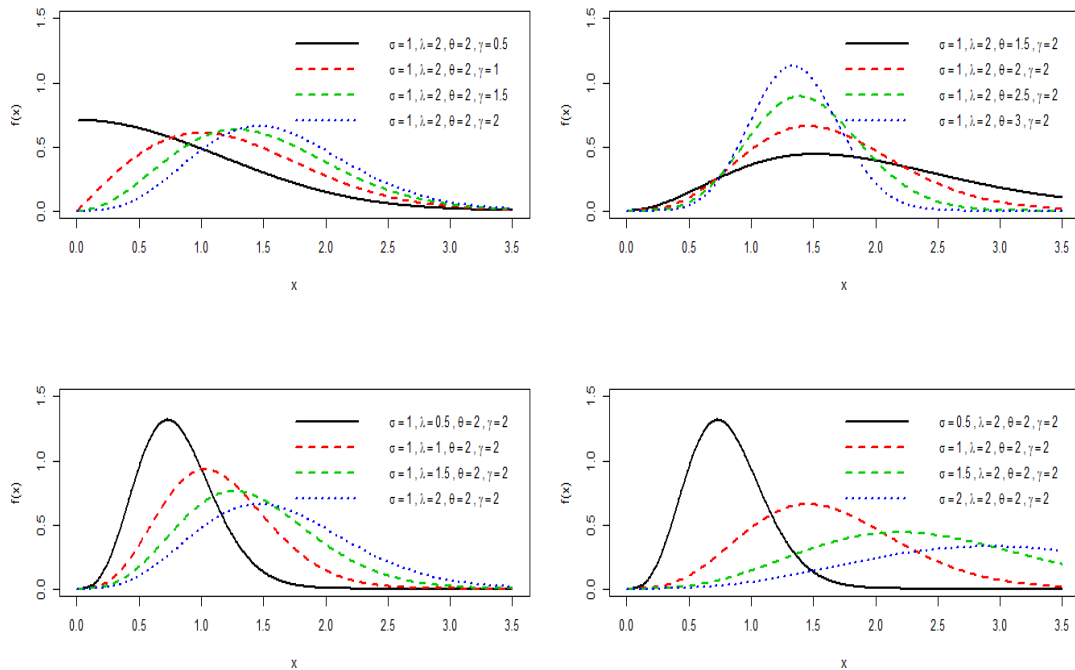 f(x)
1.5
1.0
0.5
0.0
σ=1,λ=2,θ=2,γ=0.5
σ=1,λ=2,θ=2,γ=1
σ=1,λ=2,θ=2,γ=1.5
σ=1,λ=2,θ=2,γ=2
0.0 0.5 1.0 1.5 2.0 2.5 3.0 3.5
x
f(x)
1.5
1.0
0.5
0.0
σ=1,λ=2,θ=1.5,γ=2
σ=1,λ=2,θ=2,γ=2
σ=1,λ=2,θ=2.5,γ=2
σ=1,λ=2,θ=3,γ=2
0.0 0.5 1.0 1.5 2.0 2.5 3.0 3.5
x
f(x)
1.5
1.0
0.5
0.0
σ=1,λ=0.5,θ=2,γ=2
σ=1,λ=1,θ=2,γ=2
σ=1,λ=1.5,θ=2,γ=2
σ=1,λ=2,θ=2,γ=2
0.0 0.5 1.0 1.5 2.0 2.5 3.0 3.5
x
f(x)
1.5
1.0
0.5
0.0
σ=0.5,λ=2,θ=2,γ=2
σ=1,λ=2,θ=2,γ=2
σ=1.5,λ=2,θ=2,γ=2
σ=2,λ=2,θ=2,γ=2
0.0 0.5 1.0 1.5 2.0 2.5 3.0 3.5
x